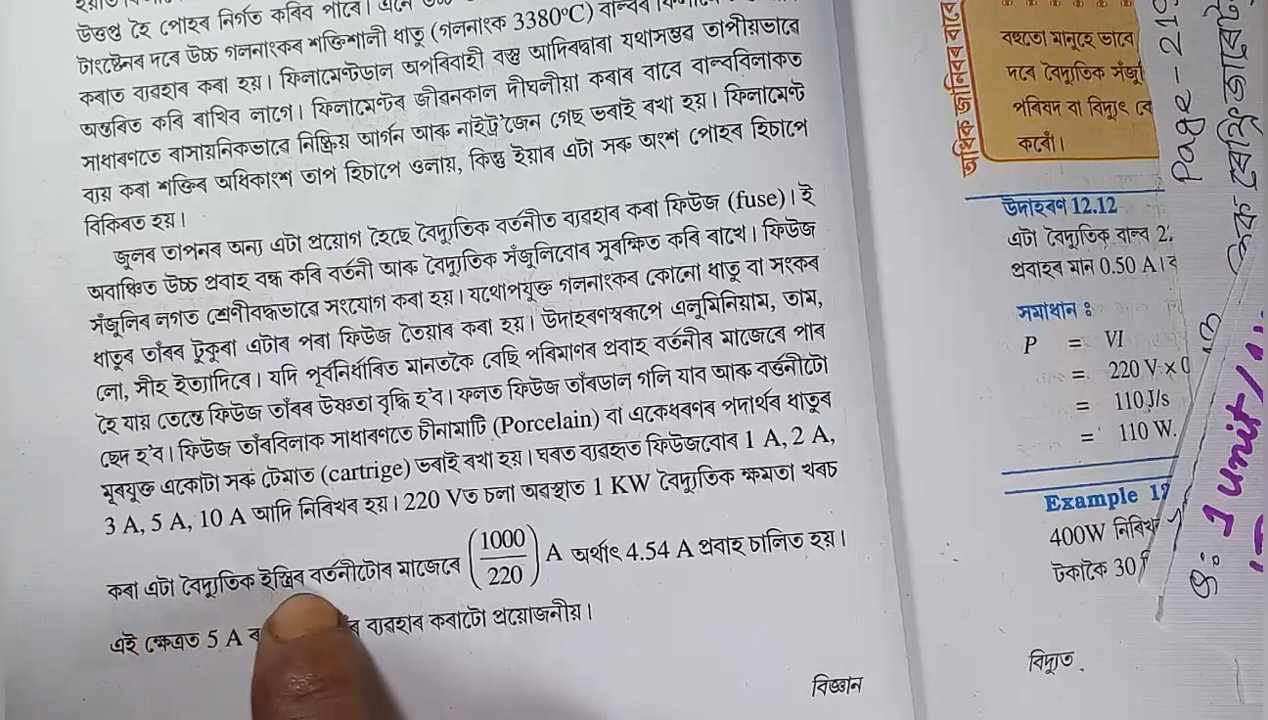 উত্তপ্ত হৈ পোহৰ নিৰ্গত কৰিব পাৰে।
টাংষ্টেনৰ দৰে উচ্চ গলনাংকৰ শক্তিশালী ধাতু (গলনাংক 3380°C) বাল্বৰ
কৰাত ব্যৱহাৰ কৰা হয়। ফিলামেণ্টডাল অপৰিবাহী বস্তু আদিৰদ্বাৰা যথাসম্ভৱ তাপীয়ভাৱে
অন্তৰিত কৰি ৰাখিব লাগে। ফিলামেণ্টৰ জীৱনকাল দীঘলীয়া কৰাৰ বাবে বাল্ববিলাকত
সাধাৰণতে ৰাসায়নিকভাৱে নিষ্ক্ৰিয় আৰ্গন আৰু নাইট্ৰ'জেন গেছ ভৰাই ৰখা হয়। ফিলামেণ্টে
ব্যয় কৰা শক্তিৰ অধিকাংশ তাপ হিচাপে ওলায়, কিন্তু ইয়াৰ এটা সৰু অংশ পোহৰ হিচাপে
বিকিৰত হয়।
জুলৰ তাপনৰ অন্য এটা প্ৰয়োগ হৈছে বৈদ্যুতিক বৰ্তনীত ব্যৱহাৰ কৰা ফিউজ (fuse)। ই
অবাঞ্চিত উচ্চ প্ৰবাহ বন্ধ কৰি বৰ্তনী আৰু বৈদ্যুতিক সঁজুলিবোৰ সুৰক্ষিত কৰি ৰাখে। ফিউজ
সঁজুলিৰ লগত শ্ৰেণীবদ্ধভাৱে সংযোগ কৰা হয়। যথোপযুক্ত গলনাংকৰ কোনো ধাতু বা সংকৰ
ধাতুৰ তাঁৰৰ টুকুৰা এটাৰ পৰা ফিউজ তৈয়াৰ কৰা হয়। উদাহৰণস্বৰূপে এলুমিনিয়াম, তাম,
লো, সীহ ইত্যাদিৰে। যদি পূৰ্বনিৰ্ধাৰিত মানতকৈ বেছি পৰিমাণৰ প্ৰবাহ বৰ্তনীৰ মাজেৰে পাৰ
হৈ যায় তেন্তে ফিউজ তাঁৰৰ উষ্ণতা বৃদ্ধি হ'ব। ফলত ফিউজ তাঁৰডাল গলি যাব আৰু বৰ্তনীটো
ছেদ হ'ব। ফিউজ তাঁৰবিলাক সাধাৰণতে চীনামাটি (Porcelain) বা একেধৰণৰ পদাৰ্থৰ ধাতুৰ
মূৰযুক্ত একোটা সৰু টেমাত (cartrige) ভৰাই ৰখা হয়। ঘৰত ব্যৱহৃত ফিউজবোৰ 1 A, 2 A,
3 A, 5 A, 10 A আদি নিৰিখৰ হয়। 220 Vত চলা অৱস্থাত 1 KW বৈদ্যুতিক ক্ষমতা খৰচ
কৰা এটা বৈদ্যুতিক ইস্ত্ৰিৰ বৰ্তনীটোৰ মাজেৰে (1000/220) A অৰ্থাৎ 4.54 A প্ৰবাহ চালিত হয়।
এই ক্ষেত্ৰত 5 A ব্যৱহাৰ কৰাটো প্ৰয়োজনীয়।
বিজ্ঞান
অধিক জানিবৰ বাবে
বহুতো মানুহে ভাবে
দৰে বৈদ্যুতিক সঁজুঁ
পৰিষদ বা বিদ্যুৎ
কৰোঁ।
উদাহৰণ 12.12
এটা বৈদ্যুতিক বাল্ব
প্ৰবাহৰ মান 0.50 A।
সমাধান :
P = VI
= 220 V ×
= 110 J/s
= 110 W.
Example
400W
টকাকৈ 30
বিদ্যুত
Page - 219
1 unit